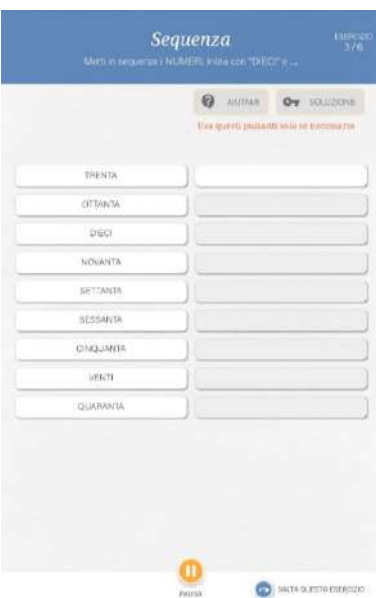 Sequenza
ESERCIZIO
3/6
Metti in sequenza i NUMERI. Inizia con "DIECI" e ...
AIUTAMI
SOLUZIONE
Usa questi pulsanti solo se necessario
TRENTA
OTTANTA
DIECI
NOVANTA
SETTANTA
SESSANTA
CINQUANTA
VENTI
QUARANTA
PAUSA
SALTA QUESTO ESERCIZIO